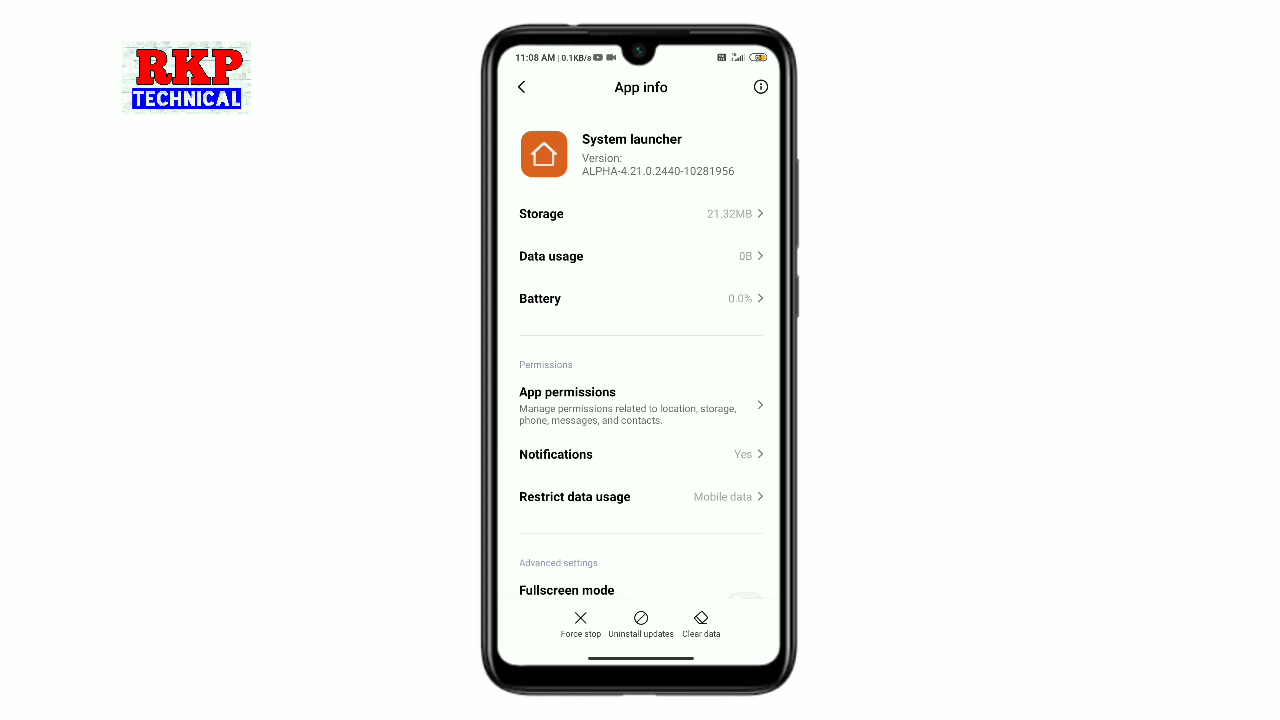 RKP
TECHNICAL
11:08 AM | 0.1KB/s
App info
System launcher
Version:
ALPHA-4.21.0.2440-10281956
Storage 21.32MB
Data usage 0B
Battery 0.0%
Permissions
App permissions
Manage permissions related to location, storage,
phone, messages, and contacts.
Notifications Yes
Restrict data usage Mobile data
Advanced settings
Fullscreen mode
Force stop Uninstall updates Clear data